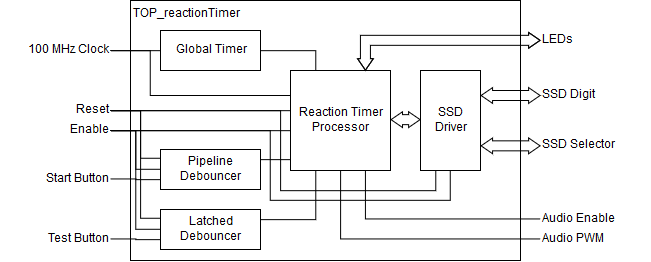 TOP_reactionTimer
100 MHz Clock
Global Timer
LEDs
Reset
Enable
Reaction Timer
Processor
SSD
Driver
SSD Digit
SSD Selector
Start Button
Pipeline
Debouncer
Test Button
Latched
Debouncer
Audio Enable
Audio PWM